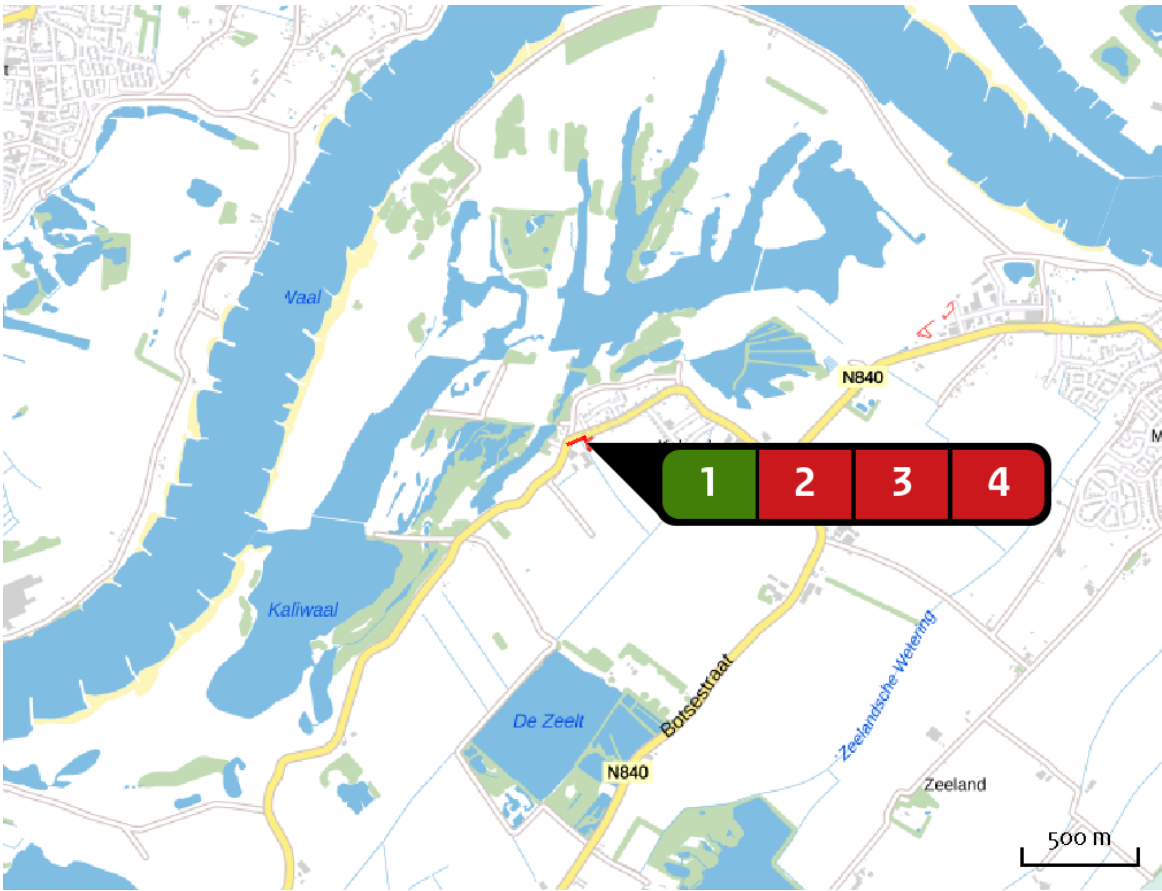 Waal
N840
1 2 3 4
Kaliwaal
De Zeelt
Botsestraat
N840
Zeelandsche Wetering
Zeeland
500 m